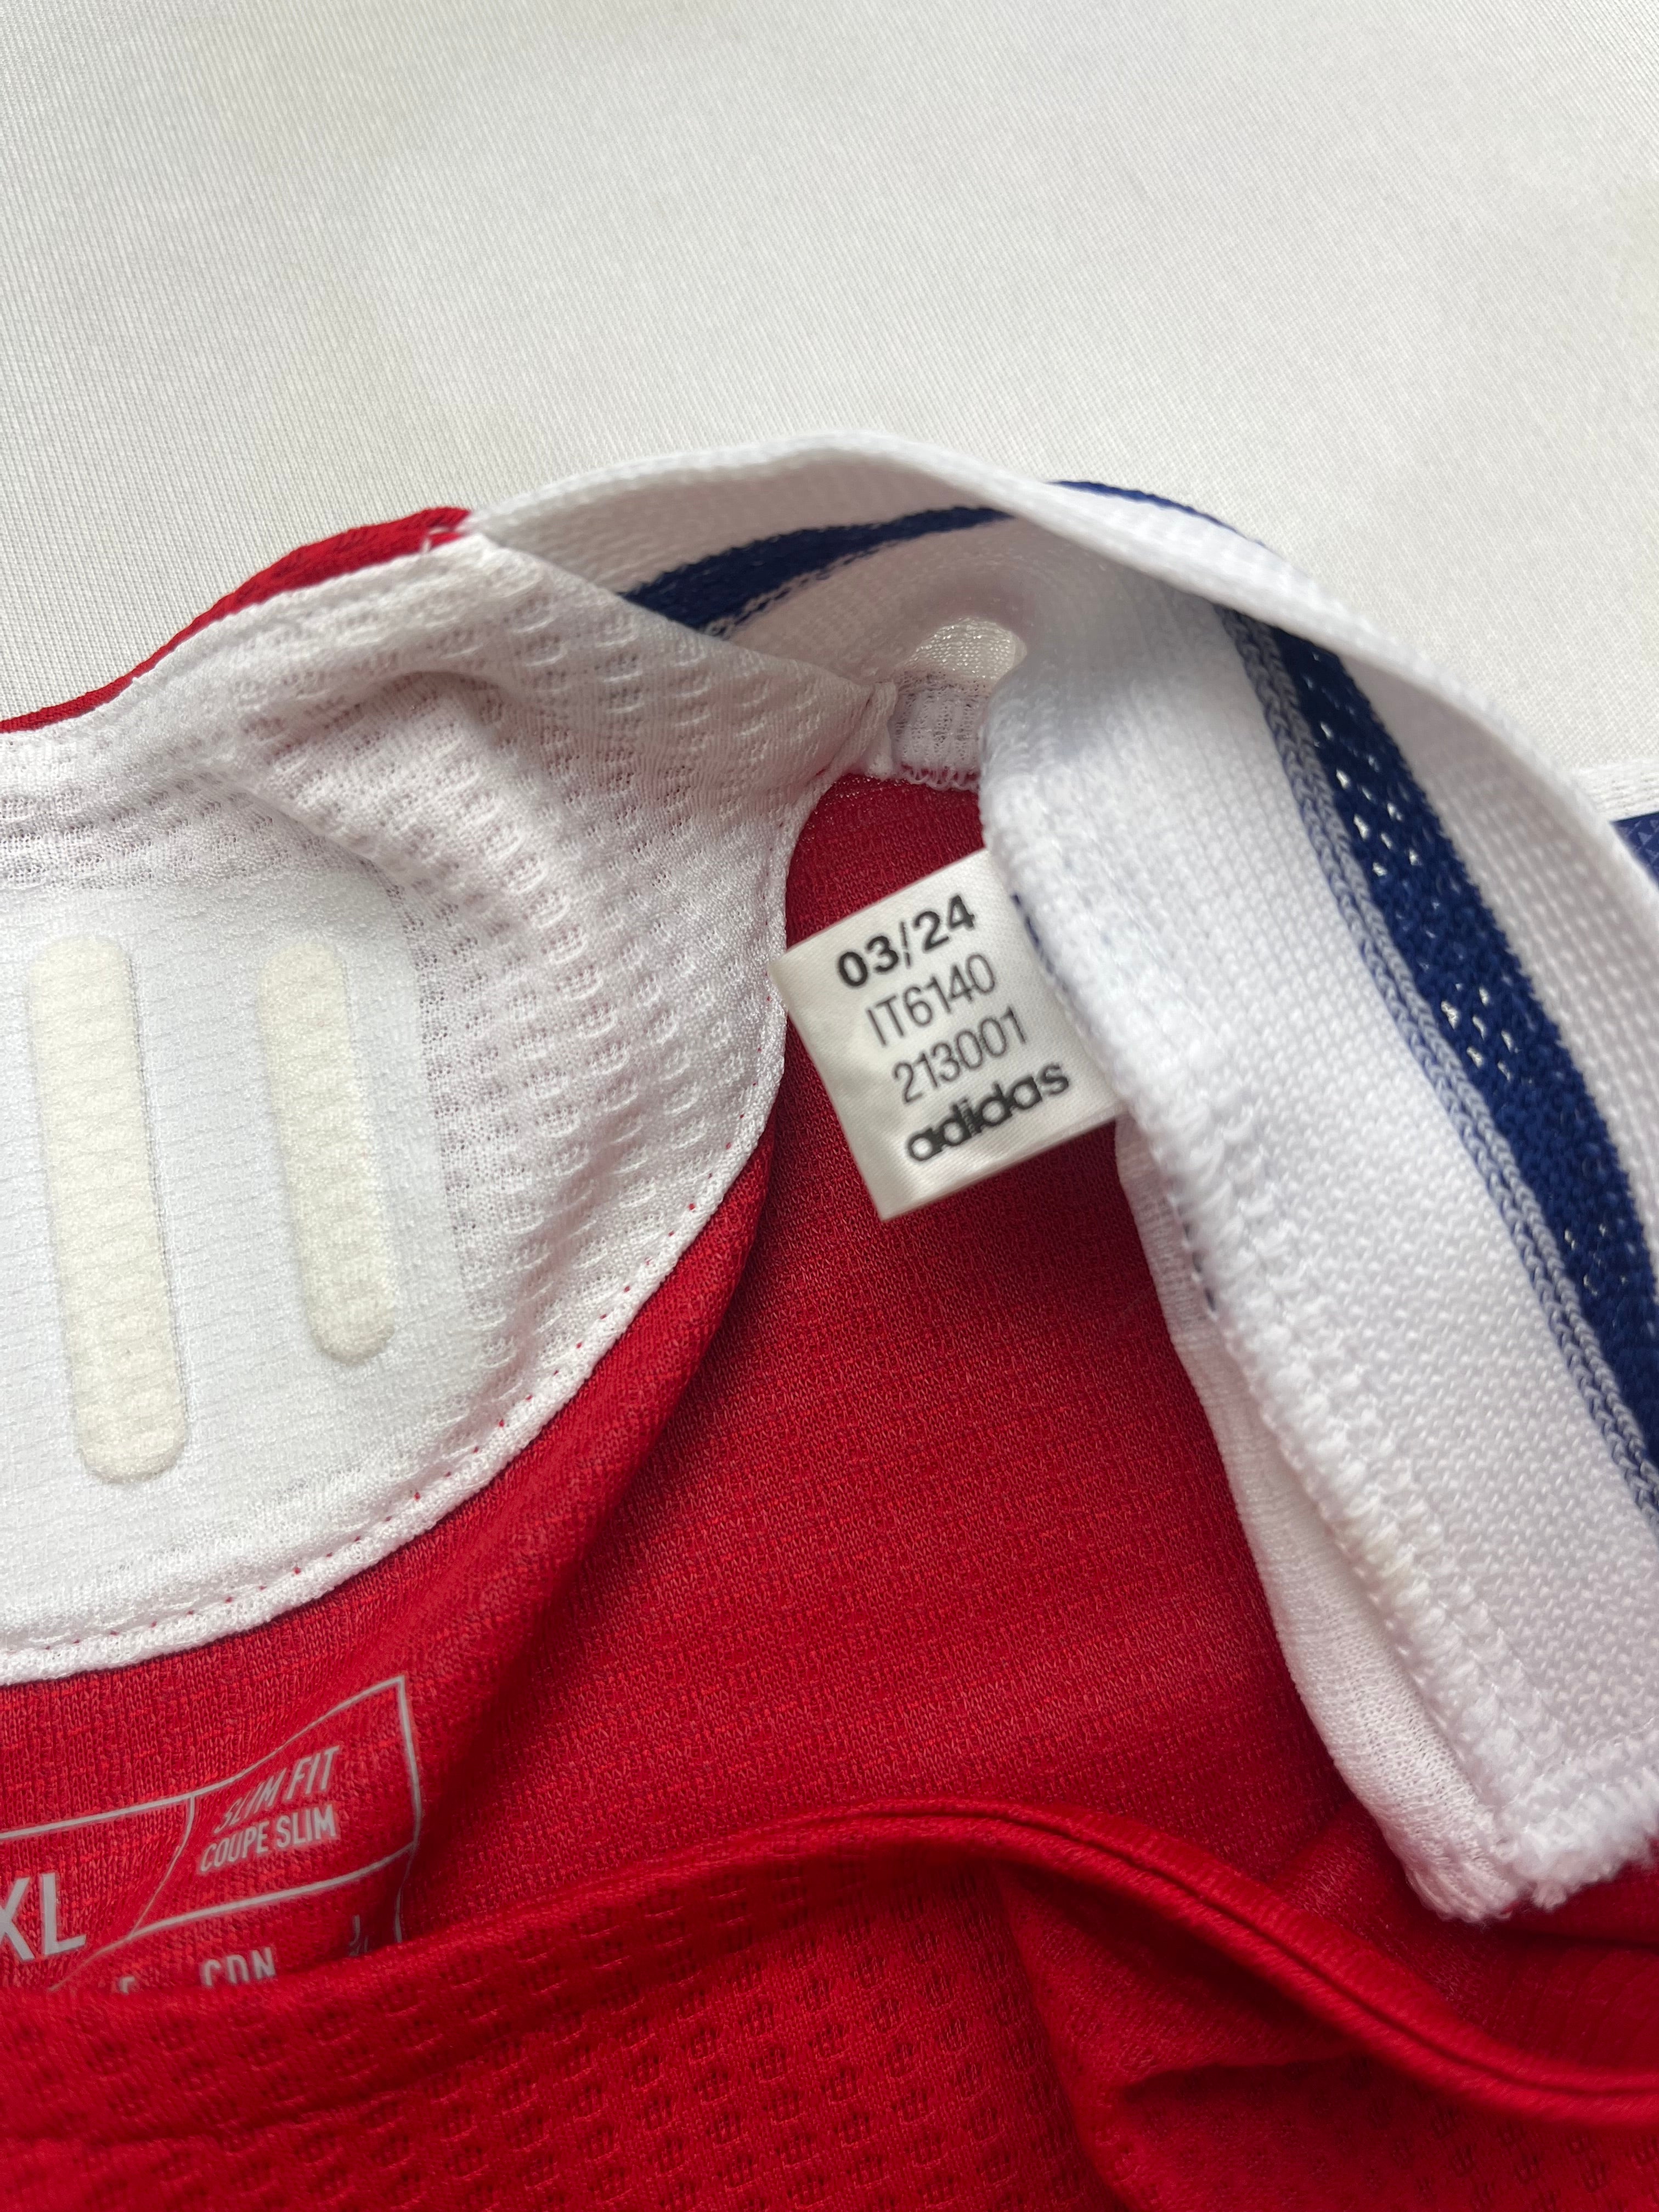 03/24
IT6140
213001
adidas
SLIM FIT
COUPE SLIM
XL
CDN